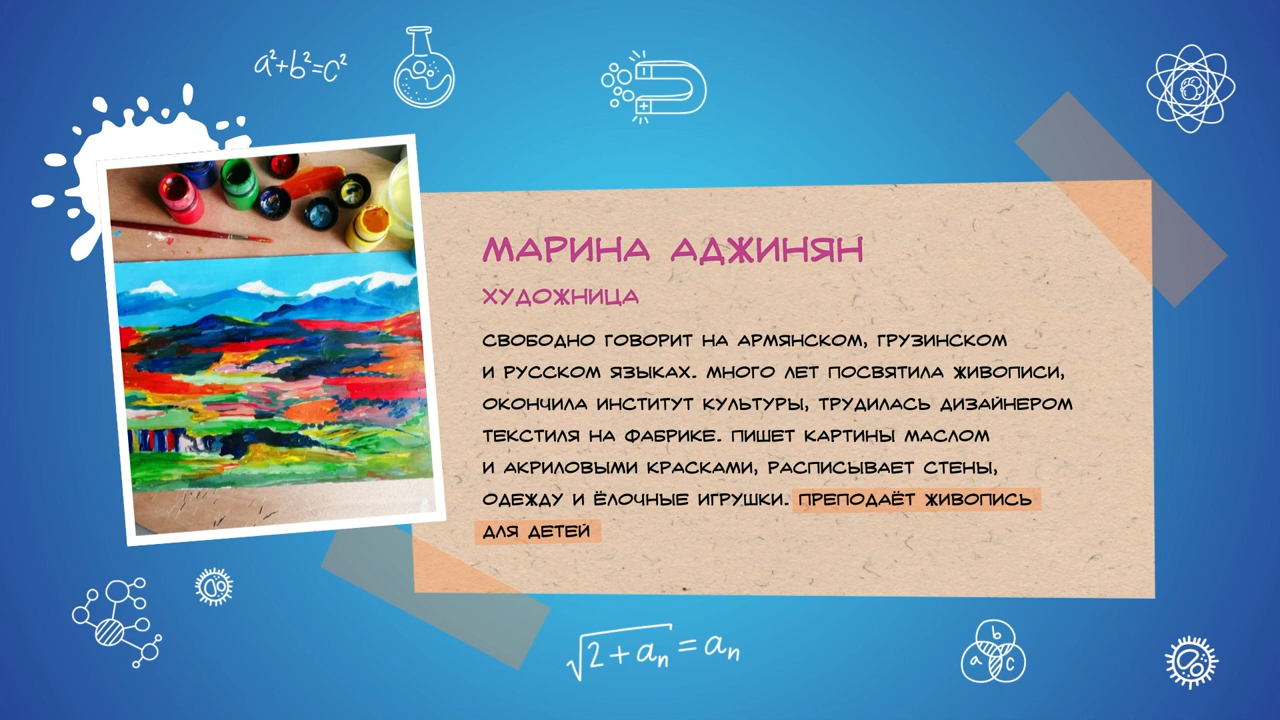 a²+b²=c²
МАРИНА АДЖИНЯН
ХУДОЖНИЦА
СВОБОДНО ГОВОРИТ НА АРМЯНСКОМ, ГРУЗИНСКОМ
И РУССКОМ ЯЗЫКАХ. МНОГО ЛЕТ ПОСВЯТИЛА ЖИВОПИСИ,
ОКОНЧИЛА ИНСТИТУТ КУЛЬТУРЫ, ТРУДИЛАСЬ ДИЗАЙНЕРОМ
ТЕКСТИЛЯ НА ФАБРИКЕ. ПИШЕТ КАРТИНЫ МАСЛОМ
И АКРИЛОВЫМИ КРАСКАМИ, РАСПИСЫВАЕТ СТЕНЫ,
ОДЕЖДУ И ЁЛОЧНЫЕ ИГРУШКИ. ПРЕПОДАЁТ ЖИВОПИСЬ
ДЛЯ ДЕТЕЙ
√2+aₙ=aₙ
b
a c